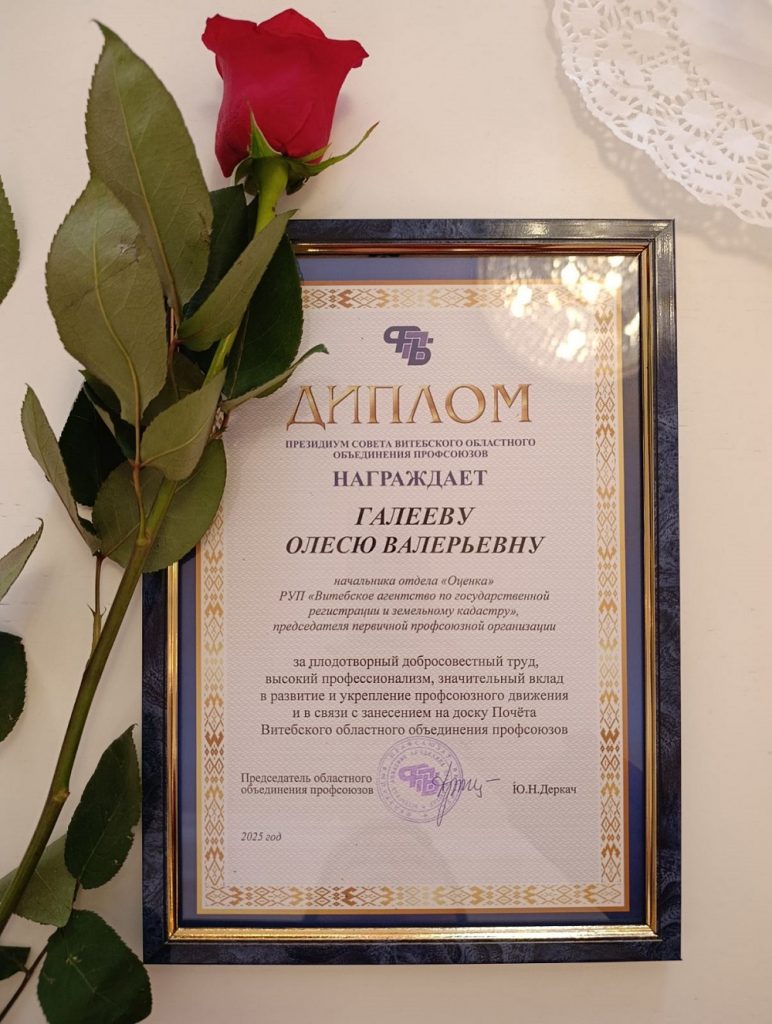 ФПБ
ДИПЛОМ
ПРЕЗИДИУМ СОВЕТА ВИТЕБСКОГО ОБЛАСТНОГО
ОБЪЕДИНЕНИЯ ПРОФСОЮЗОВ
НАГРАЖДАЕТ
ГАЛЕЕВУ
ОЛЕСЮ ВАЛЕРЬЕВНУ
начальника отдела «Оценка»
РУП «Витебское агентство по государственной
регистрации и земельному кадастру»,
председателя первичной профсоюзной организации
за плодотворный добросовестный труд,
высокий профессионализм, значительный вклад
в развитие и укрепление профсоюзного движения
и в связи с занесением на доску Почёта
Витебского областного объединения профсоюзов
Председатель областного
объединения профсоюзов
Ю.Н.Деркач
ФПБ
2025 год